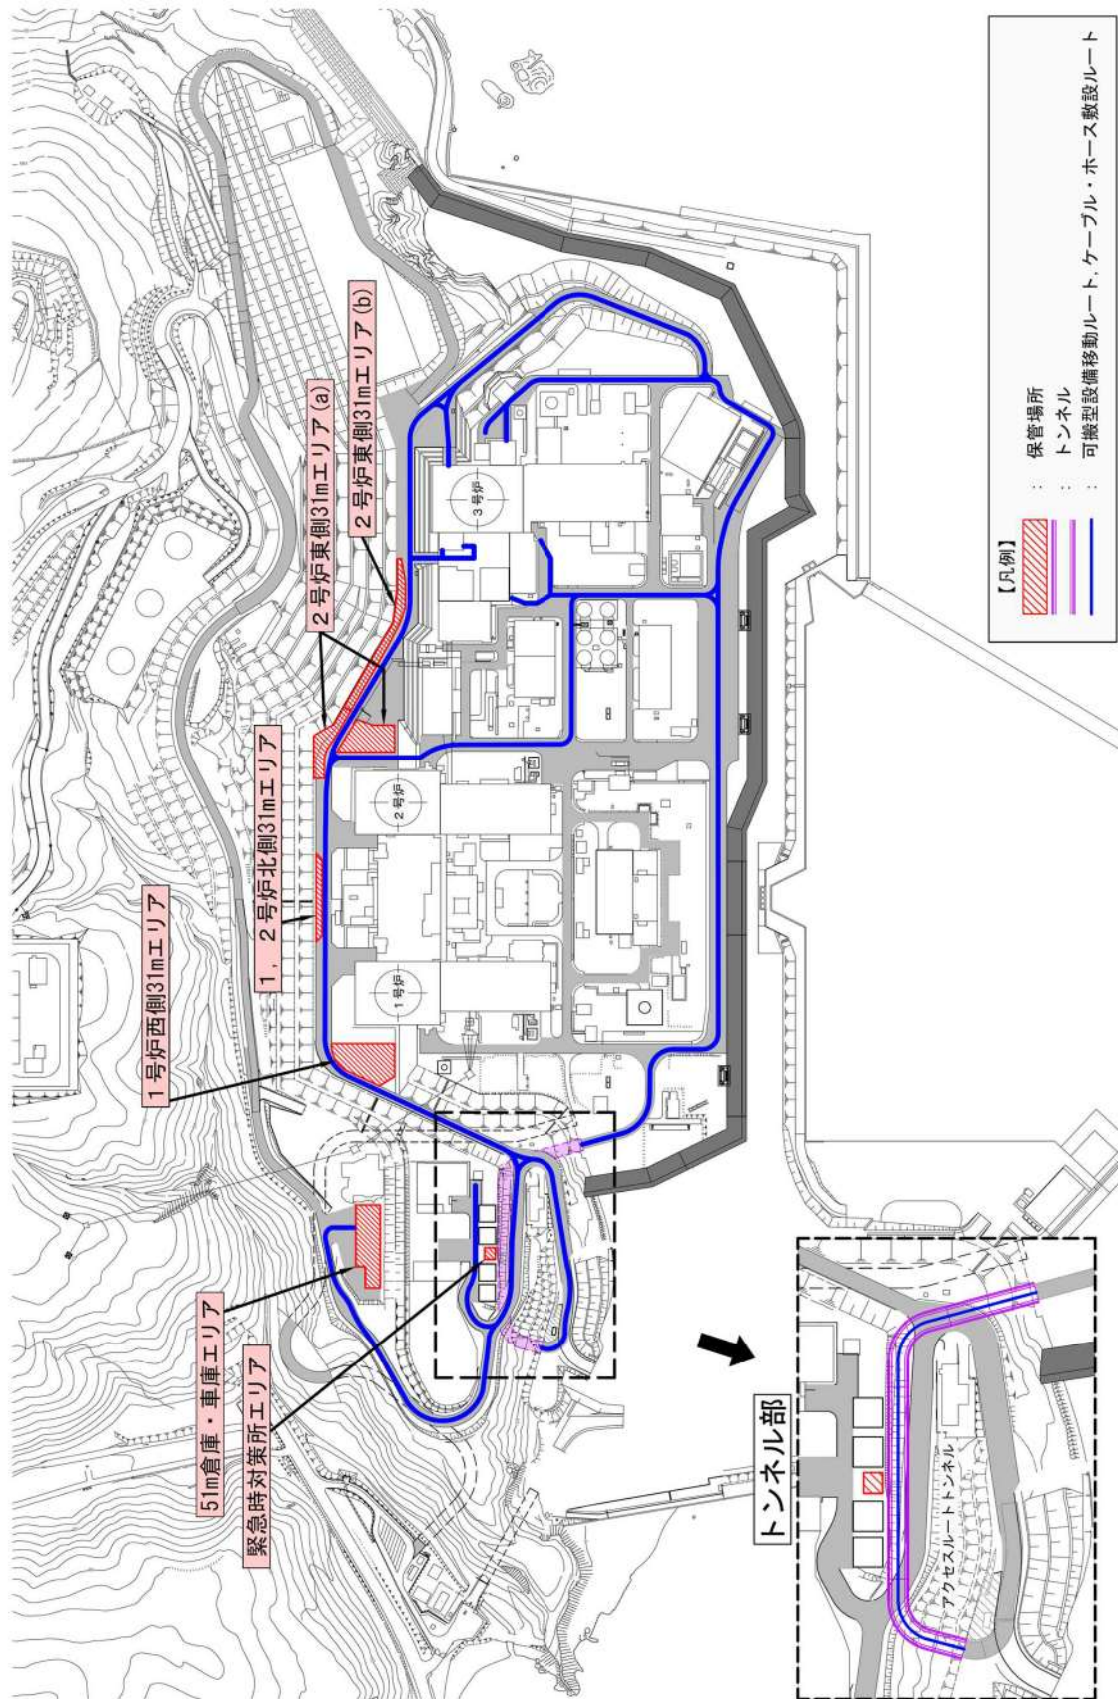 51m倉庫・車庫エリア
緊急時対策所エリア
1号炉西側31mエリア
1，2号炉北側31mエリア
2号炉東側31mエリア(a)
2号炉東側31mエリア(b)
1号炉
2号炉
3号炉
トンネル部
アクセスルートトンネル
【凡例】
：保管場所
：トンネル
：可搬型設備移動ルート，ケーブル・ホース敷設ルート